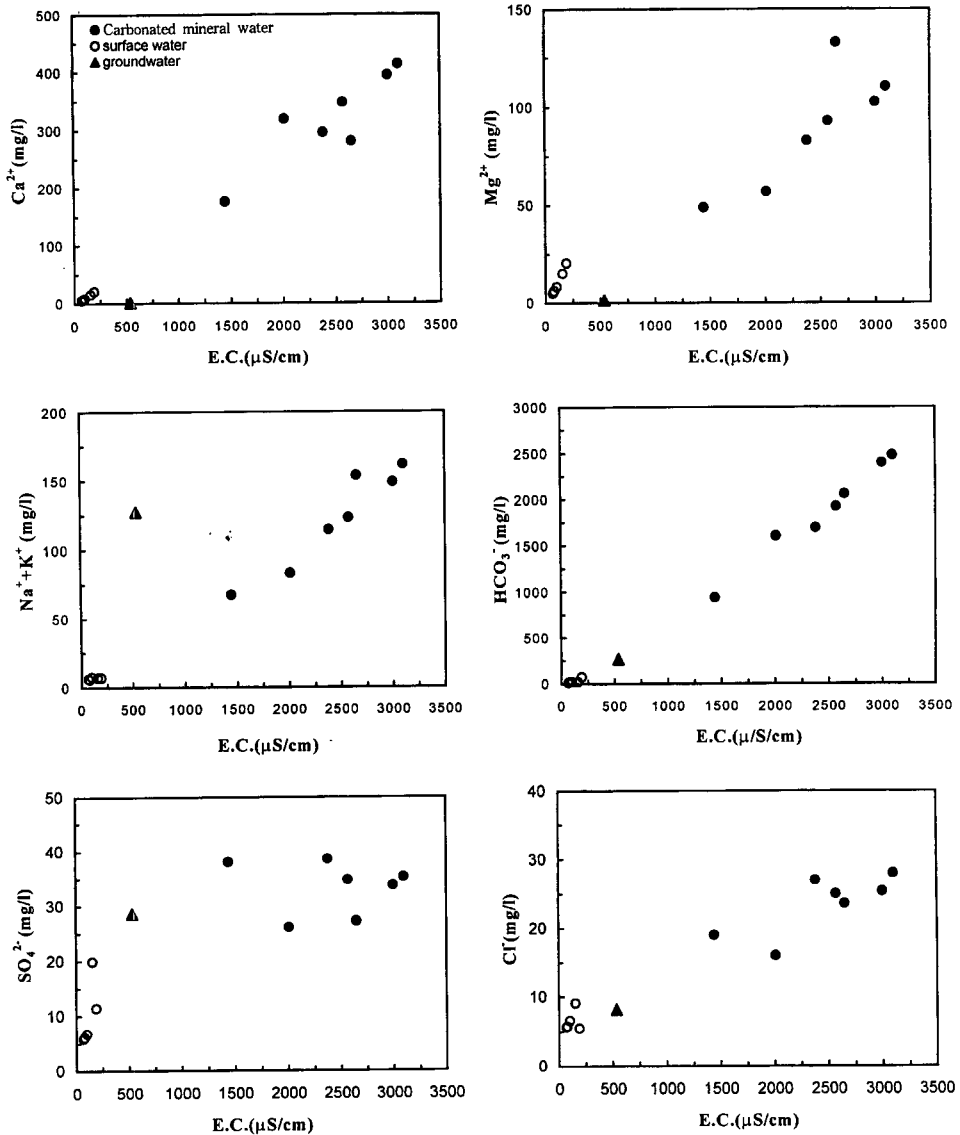 500
400
300
200
100
0
Ca²⁺(mg/l)
● Carbonated mineral water
○ surface water
▲ groundwater
0 500 1000 1500 2000 2500 3000 3500
E.C.(μS/cm)
150
100
50
0
Mg²⁺(mg/l)
0 500 1000 1500 2000 2500 3000 3500
E.C.(μS/cm)
200
150
100
50
0
Na⁺+K⁺ (mg/l)
0 500 1000 1500 2000 2500 3000 3500
E.C.(μS/cm)
3000
2500
2000
1500
1000
500
0
HCO₃⁻(mg/l)
0 500 1000 1500 2000 2500 3000 3500
E.C.(μ/S/cm)
50
40
30
20
10
0
SO₄²⁻(mg/l)
0 500 1000 1500 2000 2500 3000 3500
E.C.(μS/cm)
40
30
20
10
0
Cl⁻(mg/l)
0 500 1000 1500 2000 2500 3000 3500
E.C.(μS/cm)